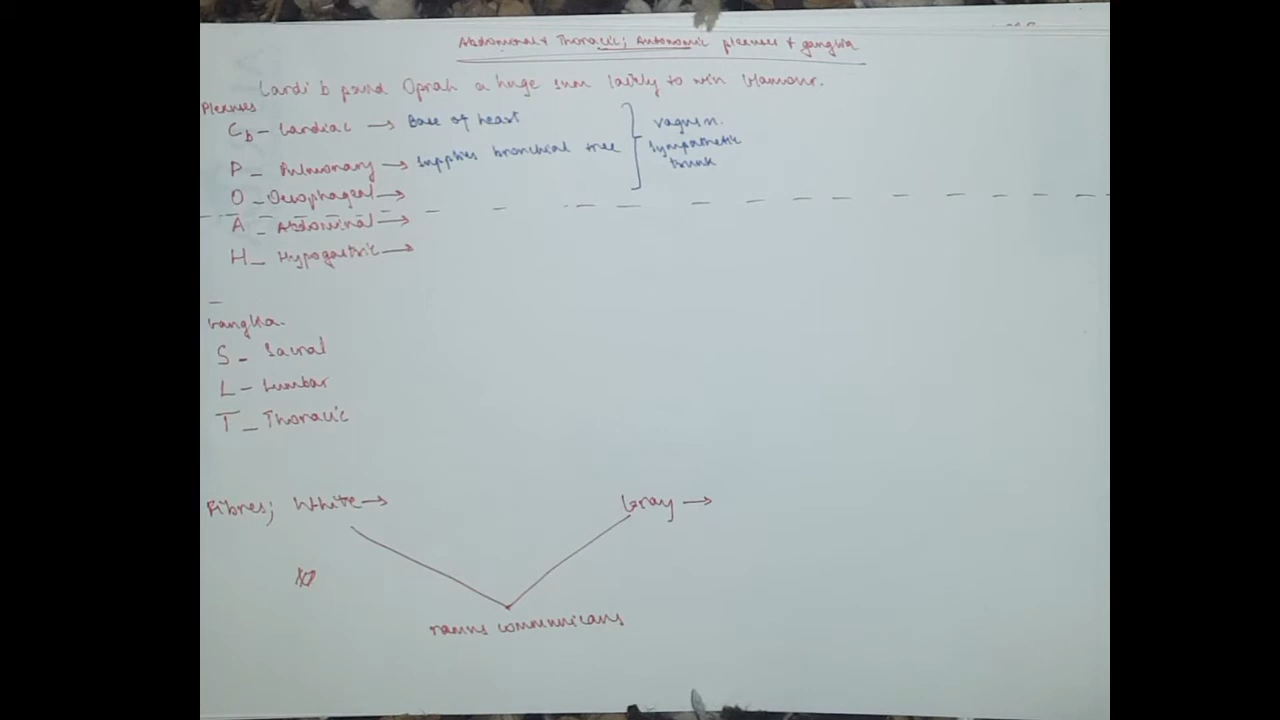 Abdominal & Thoracic; Autonomic plexuses & ganglia
Cardi b paid Oprah a huge sum lately to win Glamour.
Plexuses
Cb - Cardiac → Base of heart
P - Pulmonary → supplies bronchial tree
vagus n.
sympathetic
trunk
O - Oesophageal →
A - Abdominal →
H - Hypogastric →
Ganglia.
S - Sacral
L - Lumbar
T - Thoracic
Fibres; White → Gray →
ramus communicans